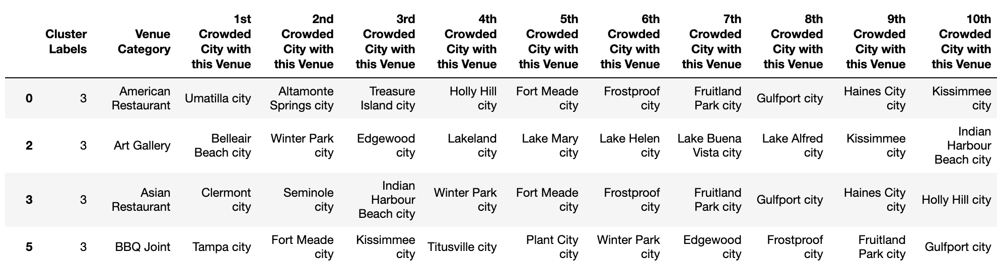 Cluster Labels Venue Category 1st Crowded City with this Venue 2nd Crowded City with this Venue 3rd Crowded City with this Venue 4th Crowded City with this Venue 5th Crowded City with this Venue 6th Crowded City with this Venue 7th Crowded City with this Venue 8th Crowded City with this Venue 9th Crowded City with this Venue 10th Crowded City with this Venue
0 3 American Restaurant Umatilla city Altamonte Springs city Treasure Island city Holly Hill city Fort Meade city Frostproof city Fruitland Park city Gulfport city Haines City city Kissimmee city
2 3 Art Gallery Belleair Beach city Winter Park city Edgewood city Lakeland city Lake Mary city Lake Helen city Lake Buena Vista city Lake Alfred city Kissimmee city Indian Harbour Beach city
3 3 Asian Restaurant Clermont city Seminole city Indian Harbour Beach city Winter Park city Fort Meade city Frostproof city Fruitland Park city Gulfport city Haines City city Holly Hill city
5 3 BBQ Joint Tampa city Fort Meade city Kissimmee city Titusville city Plant City city Winter Park city Edgewood city Frostproof city Fruitland Park city Gulfport city